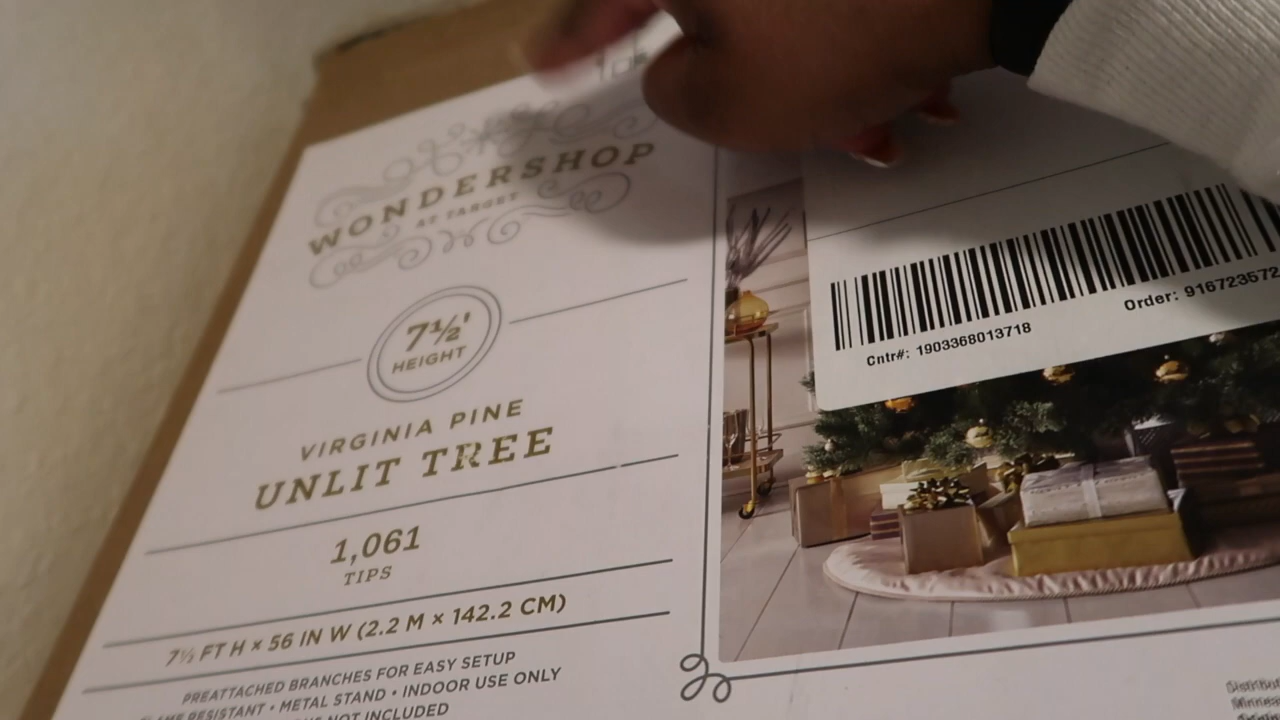 WONDERSHOP
AT TARGET
7½'
HEIGHT
VIRGINIA PINE
UNLIT TREE
1,061
TIPS
7½ FT H × 56 IN W (2.2 M × 142.2 CM)
PREATTACHED BRANCHES FOR EASY SETUP
RESISTANT • METAL STAND • INDOOR USE ONLY
NOT INCLUDED
Cntr#: 1903368013718
Order: 916723572